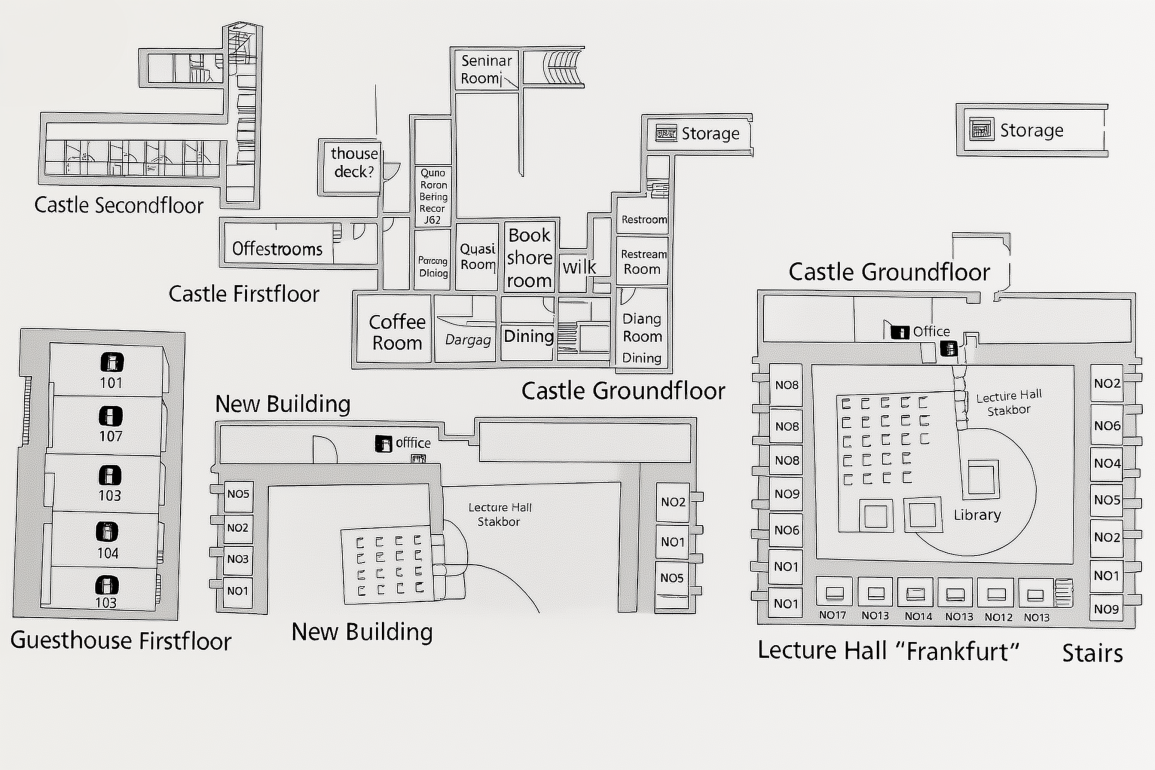 Castle Secondfloor
Seninar
Room
Storage
Storage
thouse
deck?
Quno
Roron
Bering
Recor
J62
Restroom
Offestrooms
Quasi
Room
Book
shore
room
wilk
Restream
Room
Castle Firstfloor
Coffee
Room
Dargag
Dining
Diang
Room
Dining
Castle Groundfloor
Castle Groundfloor
Office
NO8
NO8
NO8
NO9
NO6
NO1
NO1
Lecture Hall
Stakbor
Library
NO2
NO6
NO4
NO5
NO2
NO1
NO9
NO17
NO13
NO14
NO13
NO12
NO13
Lecture Hall "Frankfurt"
Stairs
101
107
103
104
103
Guesthouse Firstfloor
New Building
offfice
NO5
NO2
NO3
NO1
Lecture Hall
Stakbor
NO2
NO1
NO5
New Building